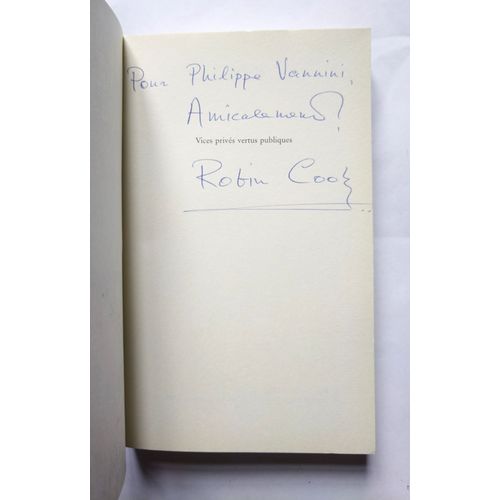 Pour Philippe Vannini,
Amicalement
Vices privés vertus publiques
Robin Cook